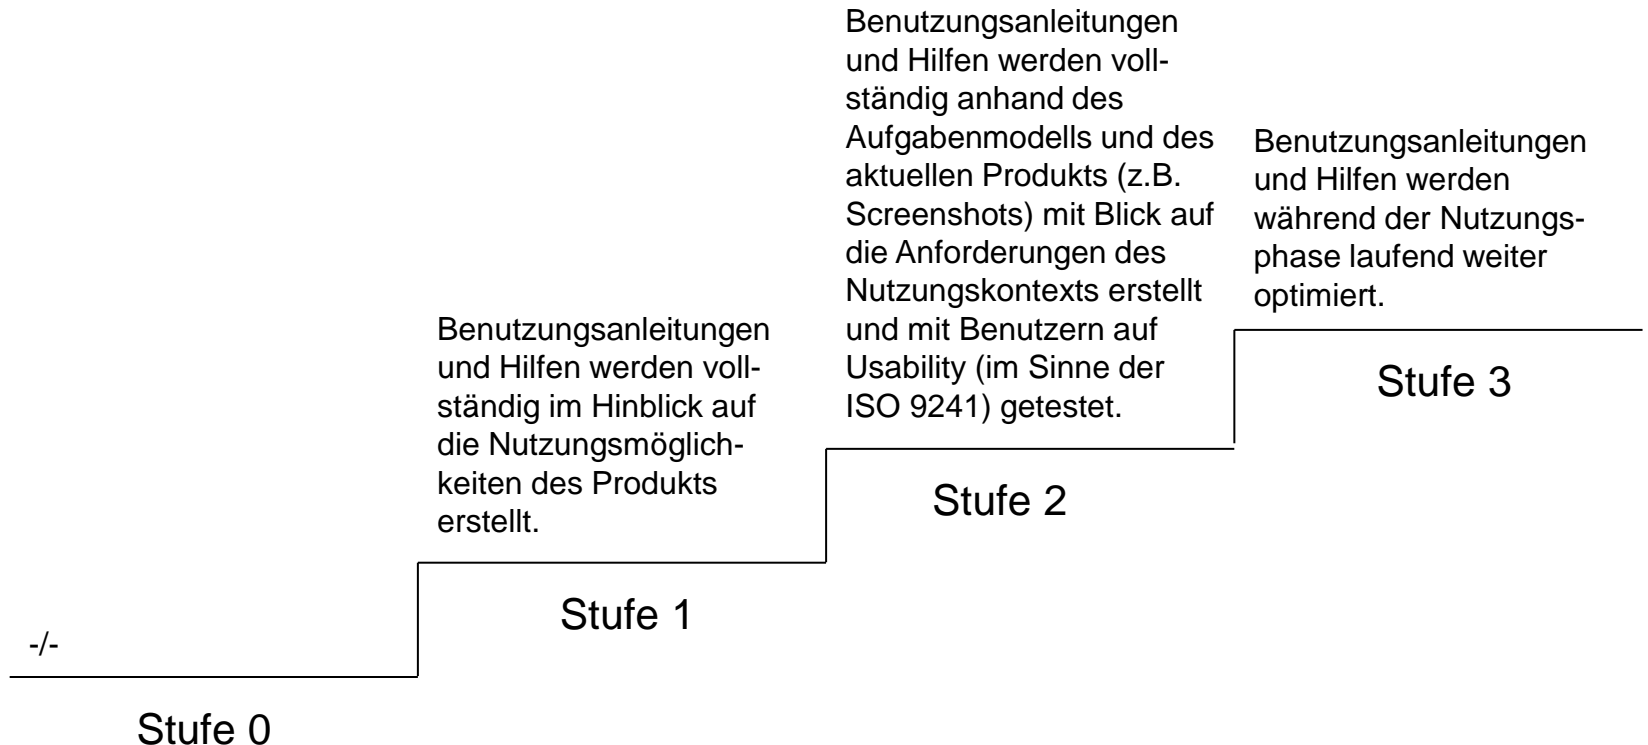 -/-
Stufe 0
Benutzungsanleitungen
und Hilfen werden voll-
ständig im Hinblick auf
die Nutzungsmöglich-
keiten des Produkts
erstellt.
Stufe 1
Benutzungsanleitungen
und Hilfen werden voll-
ständig anhand des
Aufgabenmodells und des
aktuellen Produkts (z.B.
Screenshots) mit Blick auf
die Anforderungen des
Nutzungskontexts erstellt
und mit Benutzern auf
Usability (im Sinne der
ISO 9241) getestet.
Stufe 2
Benutzungsanleitungen
und Hilfen werden
während der Nutzungs-
phase laufend weiter
optimiert.
Stufe 3